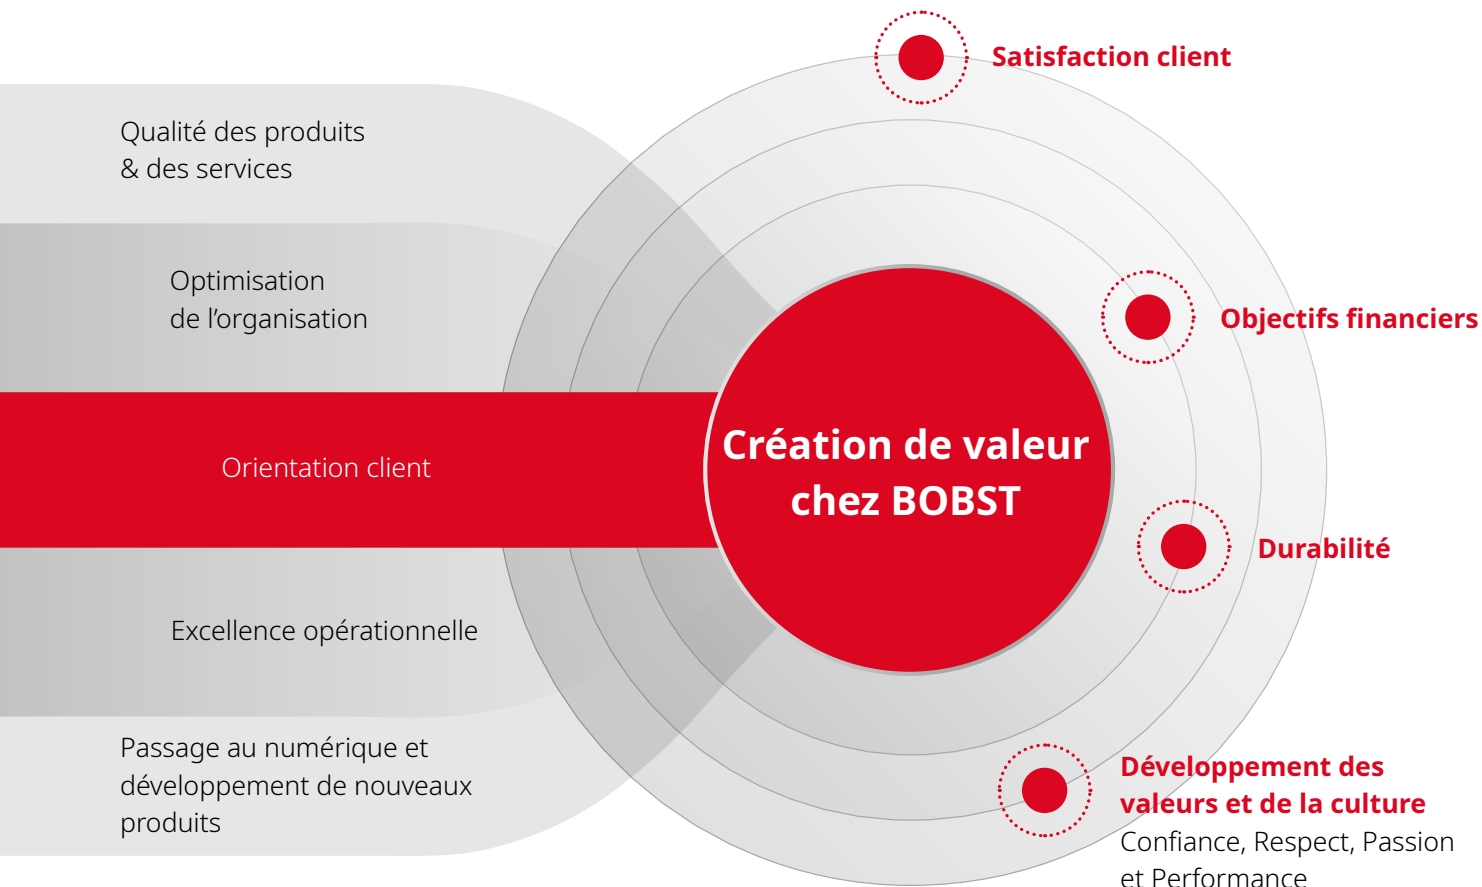 Satisfaction client
Qualité des produits
& des services
Optimisation
de l’organisation
Objectifs financiers
Orientation client
Création de valeur
chez BOBST
Durabilité
Excellence opérationnelle
Passage au numérique et
développement de nouveaux
produits
Développement des
valeurs et de la culture
Confiance, Respect, Passion
et Performance